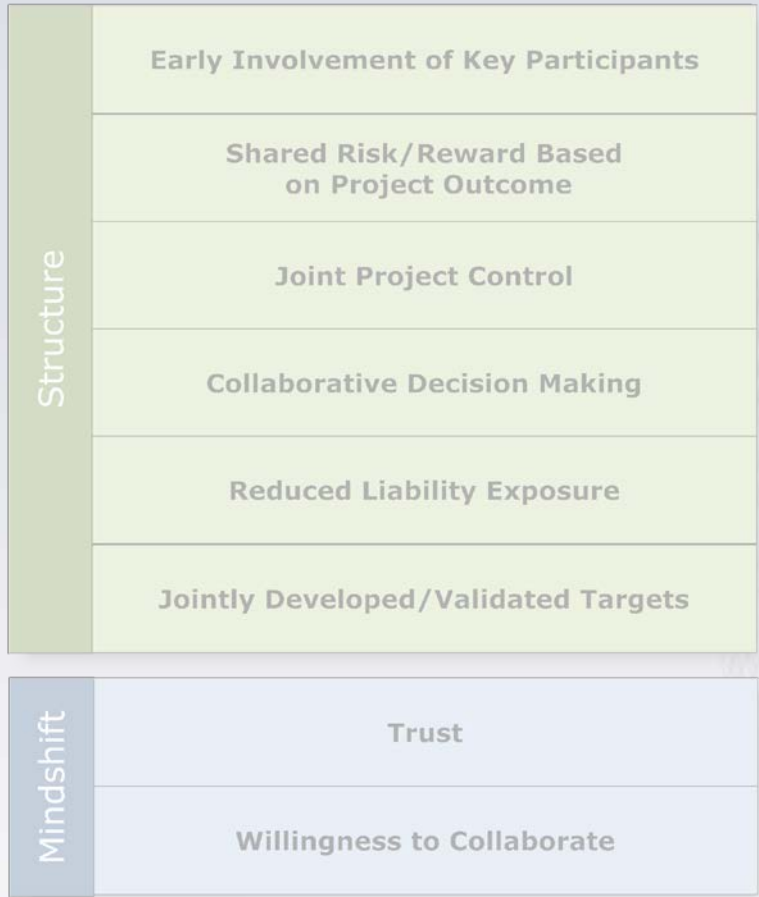 Structure
Early Involvement of Key Participants
Shared Risk/Reward Based
on Project Outcome
Joint Project Control
Collaborative Decision Making
Reduced Liability Exposure
Jointly Developed/Validated Targets
Mindshift
Trust
Willingness to Collaborate